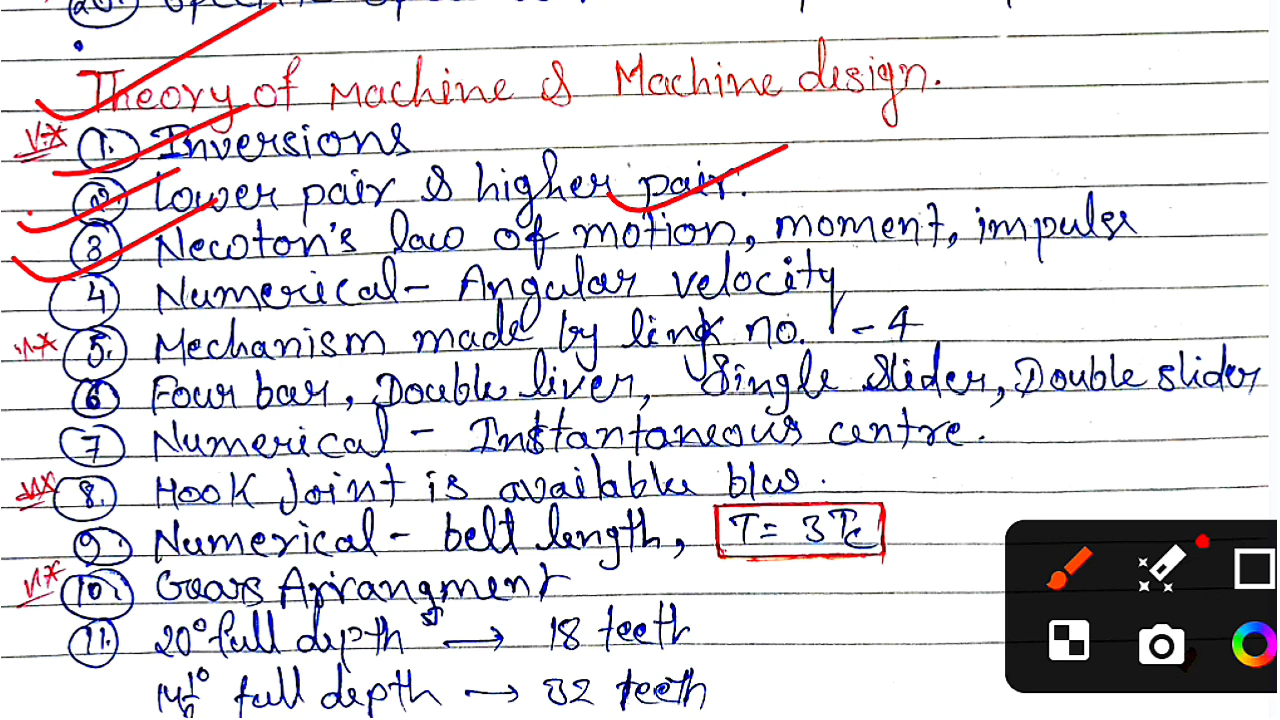 Theory of Machine & Machine design.
V.* 1. Inversions
2. Lower pair & higher pair.
3 Necoton's law of motion, moment, impulse
4 Numerical - Angular velocity
5. Mechanism made by link no. - 4
6 Four bar, Double liver, Single Slider, Double slider
7 Numerical - Instantaneous centre.
8. Hook Joint is available b/w.
9. Numerical - belt length, T = 3Tc
10. Gears Arrangment
11. 20° full depth → 18 teeth
14½° full depth → 32 teeth